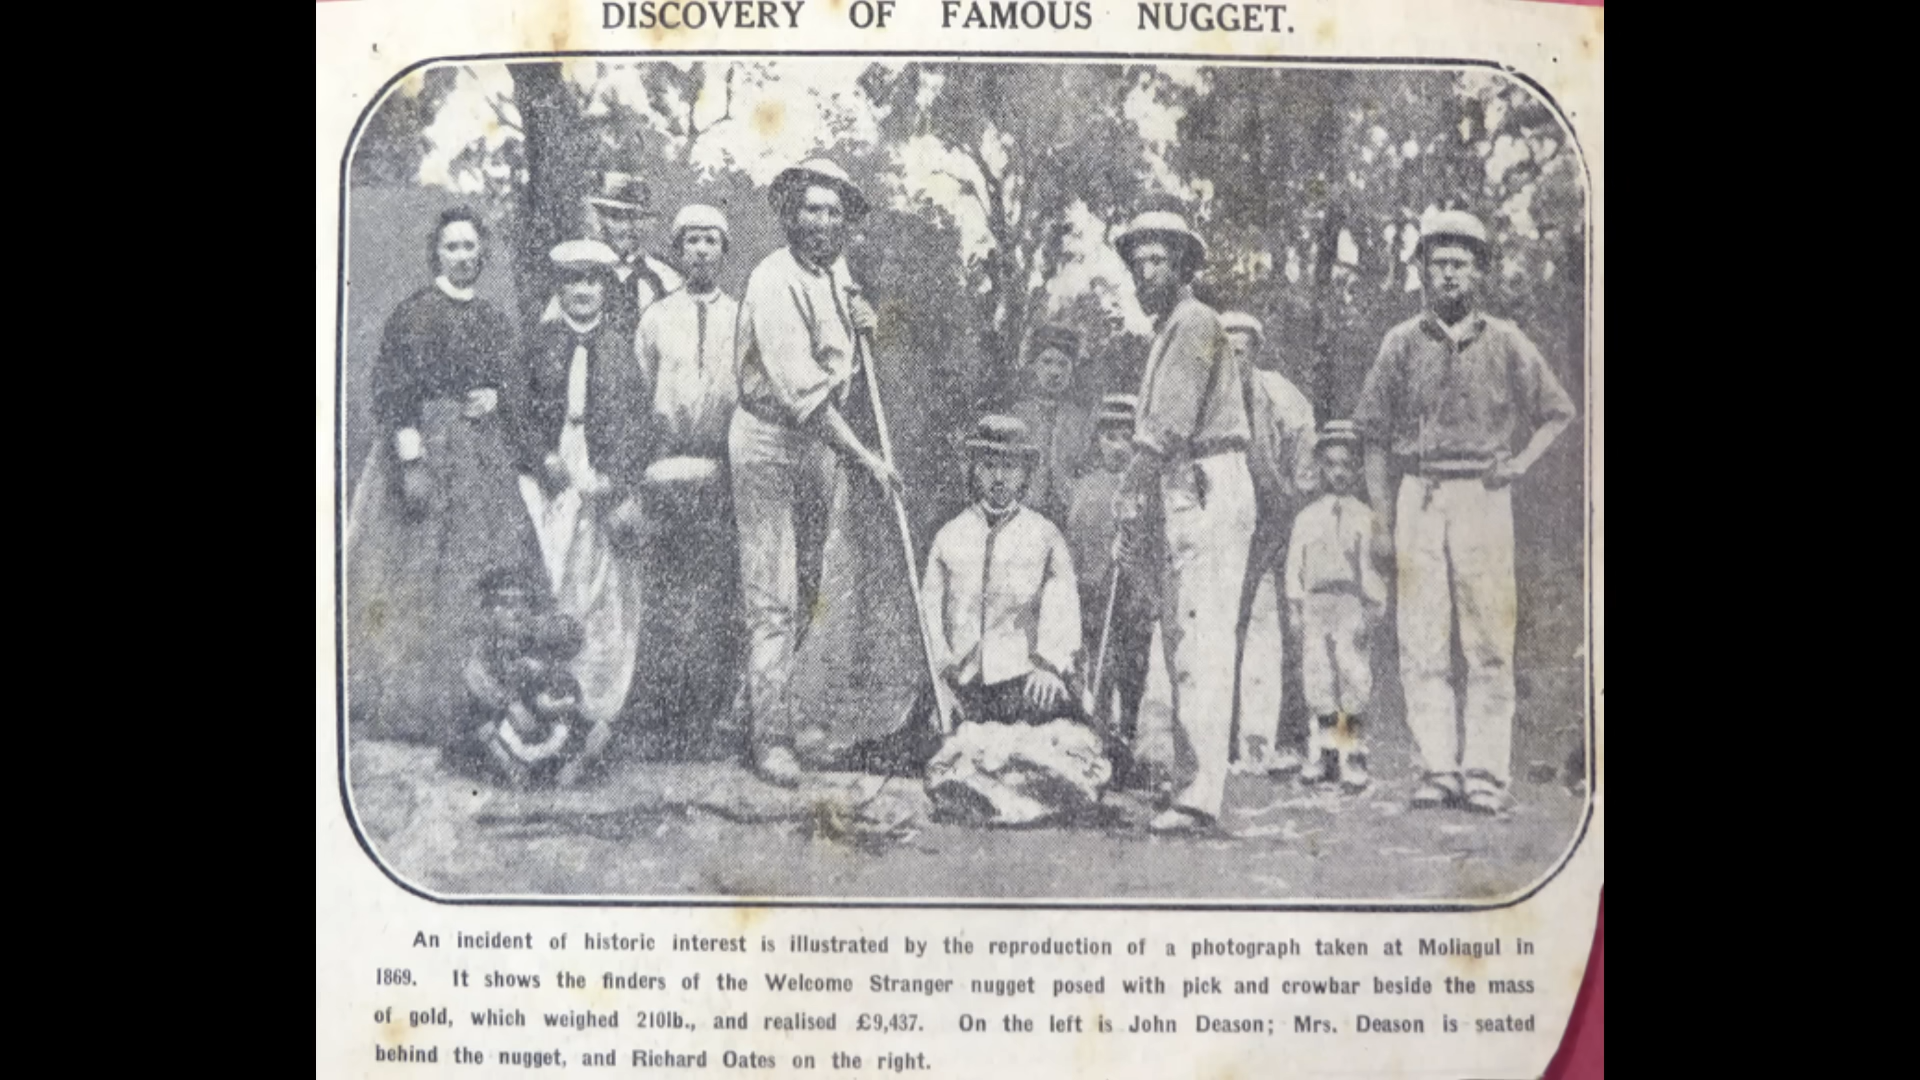 DISCOVERY OF FAMOUS NUGGET.
An incident of historic interest is illustrated by the reproduction of a photograph taken at Moliagul in
1869. It shows the finders of the Welcome Stranger nugget posed with pick and crowbar beside the mass
of gold, which weighed 210lb., and realised £9,437. On the left is John Deason; Mrs. Deason is seated
behind the nugget, and Richard Oates on the right.